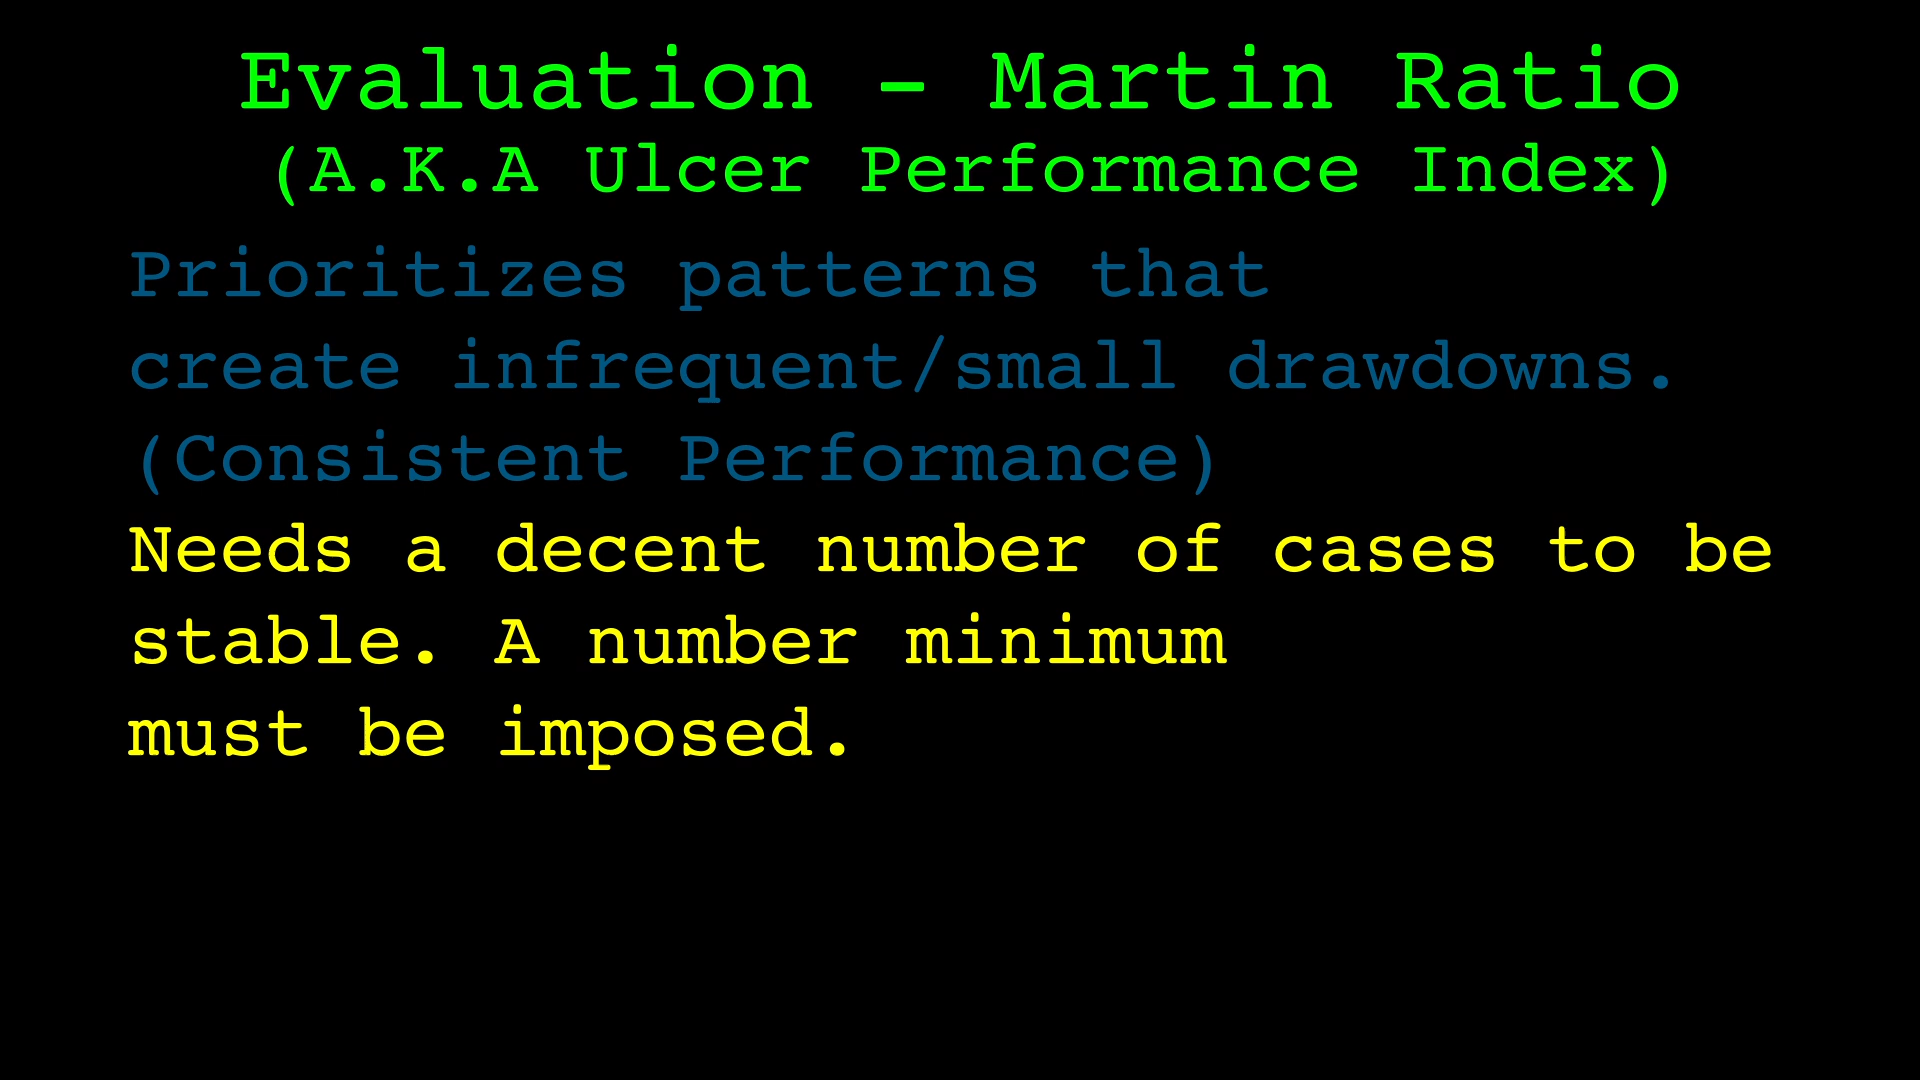 Evaluation - Martin Ratio
(A.K.A Ulcer Performance Index)
Prioritizes patterns that
create infrequent/small drawdowns.
(Consistent Performance)
Needs a decent number of cases to be
stable. A number minimum
must be imposed.